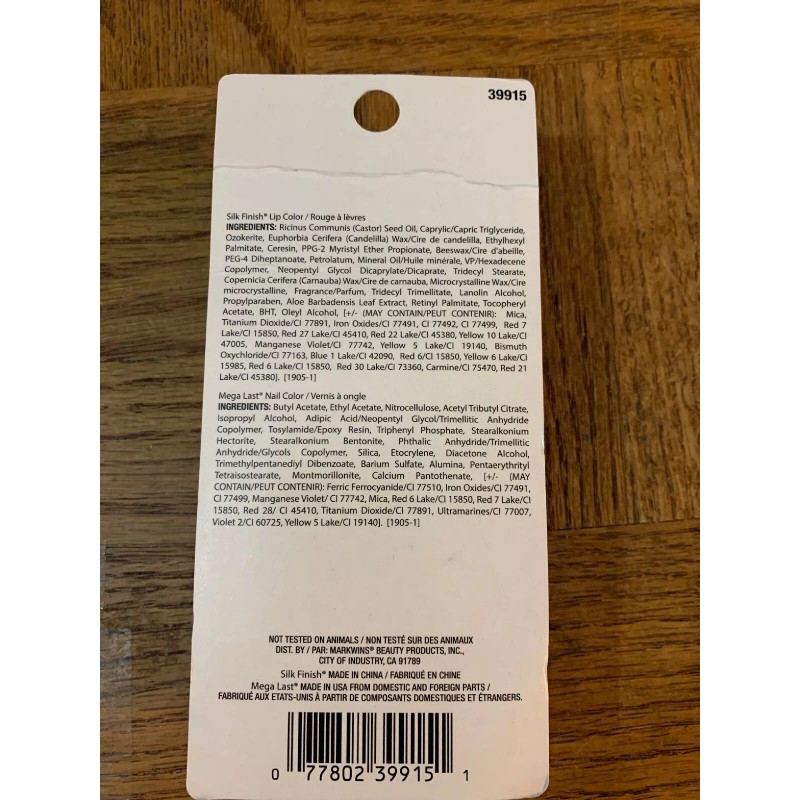 39915
Silk Finish® Lip Color / Rouge à lèvres
INGREDIENTS: Ricinus Communis (Castor) Seed Oil, Caprylic/Capric Triglyceride,
Ozokerite, Euphorbia Cerifera (Candelilla) Wax/Cire de candelilla, Ethylhexyl
Palmitate, Ceresin, PPG-2 Myristyl Ether Propionate, Beeswax/Cire d'abeille,
PEG-4 Diheptanoate, Petrolatum, Mineral Oil/Huile minérale, VP/Hexadecene
Copolymer, Neopentyl Glycol Dicaprylate/Dicaprate, Tridecyl Stearate,
Copernicia Cerifera (Carnauba) Wax/Cire de carnauba, Microcrystalline Wax/Cire
microcrystalline, Fragrance/Parfum, Tridecyl Trimellitate, Lanolin Alcohol,
Propylparaben, Aloe Barbadensis Leaf Extract, Retinyl Palmitate, Tocopheryl
Acetate, BHT, Oleyl Alcohol, [+/- (MAY CONTAIN/PEUT CONTENIR): Mica,
Titanium Dioxide/CI 77891, Iron Oxides/CI 77491, CI 77492, CI 77499, Red 7
Lake/CI 15850, Red 27 Lake/CI 45410, Red 22 Lake/CI 45380, Yellow 10 Lake/CI
47005, Manganese Violet/CI 77742, Yellow 5 Lake/CI 19140, Bismuth
Oxychloride/CI 77163, Blue 1 Lake/CI 42090, Red 6/CI 15850, Yellow 6 Lake/CI
15985, Red 6 Lake/CI 15850, Red 30 Lake/CI 73360, Carmine/CI 75470, Red 21
Lake/CI 45380]. [1905-1]
Mega Last® Nail Color / Vernis à ongle
INGREDIENTS: Butyl Acetate, Ethyl Acetate, Nitrocellulose, Acetyl Tributyl Citrate,
Isopropyl Alcohol, Adipic Acid/Neopentyl Glycol/Trimellitic Anhydride
Copolymer, Tosylamide/Epoxy Resin, Triphenyl Phosphate, Stearalkonium
Hectorite, Stearalkonium Bentonite, Phthalic Anhydride/Trimellitic
Anhydride/Glycols Copolymer, Silica, Etocrylene, Diacetone Alcohol,
Trimethylpentanediyl Dibenzoate, Barium Sulfate, Alumina, Pentaerythrityl
Tetraisostearate, Montmorillonite, Calcium Pantothenate, [+/- (MAY
CONTAIN/PEUT CONTENIR): Ferric Ferrocyanide/CI 77510, Iron Oxides/CI 77491,
CI 77499, Manganese Violet/ CI 77742, Mica, Red 6 Lake/CI 15850, Red 7 Lake/CI
15850, Red 28/ CI 45410, Titanium Dioxide/CI 77891, Ultramarines/CI 77007,
Violet 2/CI 60725, Yellow 5 Lake/CI 19140]. [1905-1]
NOT TESTED ON ANIMALS / NON TESTÉ SUR DES ANIMAUX
DIST. BY / PAR: MARKWINS® BEAUTY PRODUCTS, INC.,
CITY OF INDUSTRY, CA 91789
Silk Finish® MADE IN CHINA / FABRIQUÉ EN CHINE
Mega Last® MADE IN USA FROM DOMESTIC AND FOREIGN PARTS /
FABRIQUÉ AUX ETATS-UNIS À PARTIR DE COMPOSANTS DOMESTIQUES ET ÉTRANGERS.
0 77802 39915 1